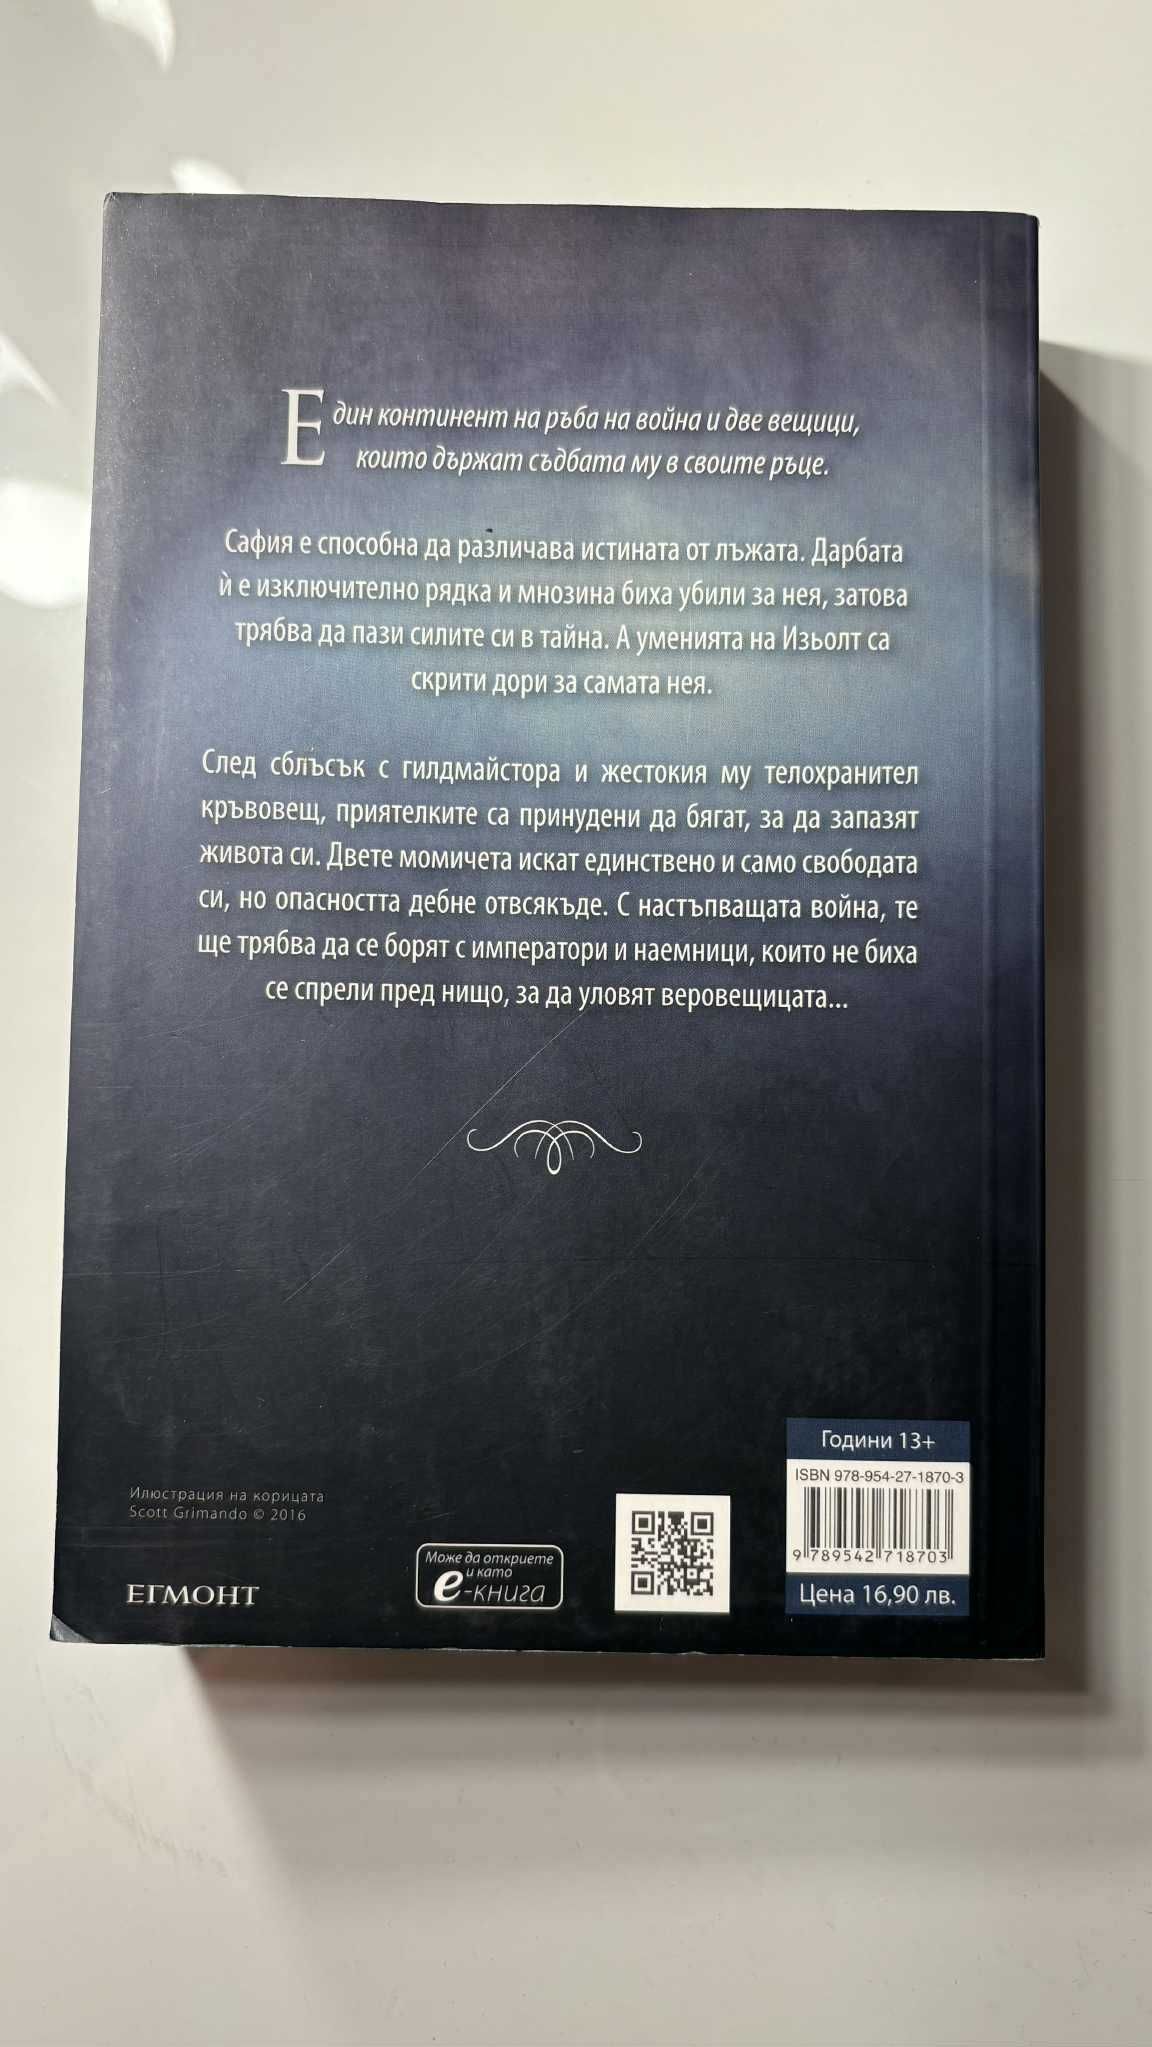 Един континент на ръба на война и две вещици,
които държат съдбата му в своите ръце.
Сафия е способна да различава истината от лъжата. Дарбата
ѝ е изключително рядка и мнозина биха убили за нея, затова
трябва да пази силите си в тайна. А уменията на Изьолт са
скрити дори за самата нея.
След сблъсък с гилдмайстора и жестокия му телохранител
кръвовещ, приятелките са принудени да бягат, за да запазят
живота си. Двете момичета искат единствено и само свободата
си, но опасността дебне отвсякъде. С настъпващата война, те
ще трябва да се борят с императори и наемници, които не биха
се спрели пред нищо, за да уловят веровещицата...
Години 13+
ISBN 978-954-27-1870-3
9 789542 718703
Цена 16,90 лв.
Илюстрация на корицата
Scott Grimando © 2016
ЕГМОНТ
Може да откриете
и като
е-книга